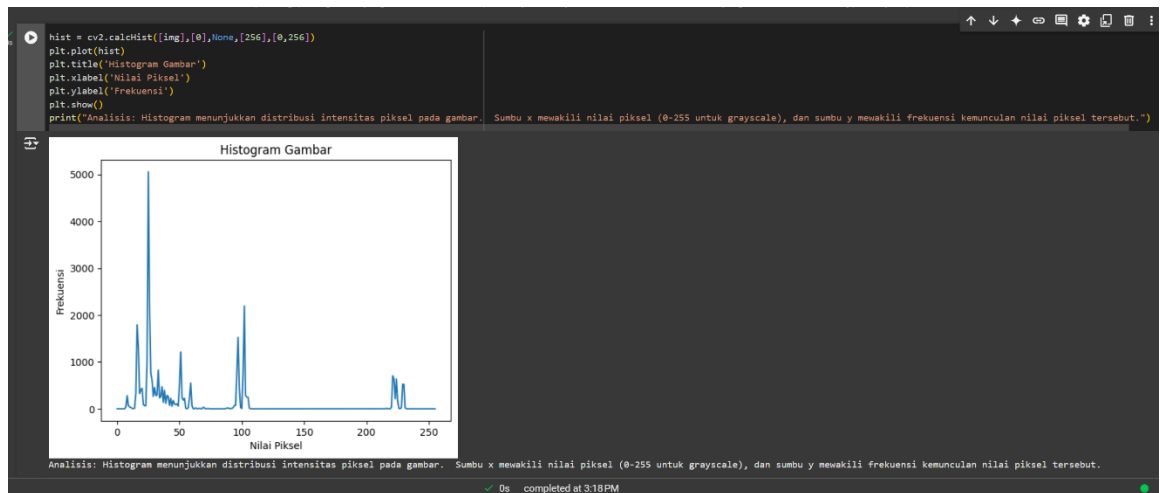 hist = cv2.calcHist([img],[0],None,[256],[0,256])
plt.plot(hist)
plt.title('Histogram Gambar')
plt.xlabel('Nilai Piksel')
plt.ylabel('Frekuensi')
plt.show()
print("Analisis: Histogram menunjukkan distribusi intensitas piksel pada gambar.  Sumbu x mewakili nilai piksel (0-255 untuk grayscale), dan sumbu y mewakili frekuensi kemunculan nilai piksel tersebut.")
Histogram Gambar
5000
4000
3000
2000
1000
0
Frekuensi
0 50 100 150 200 250
Nilai Piksel
Analisis: Histogram menunjukkan distribusi intensitas piksel pada gambar.  Sumbu x mewakili nilai piksel (0-255 untuk grayscale), dan sumbu y mewakili frekuensi kemunculan nilai piksel tersebut.
0s completed at 3:18 PM